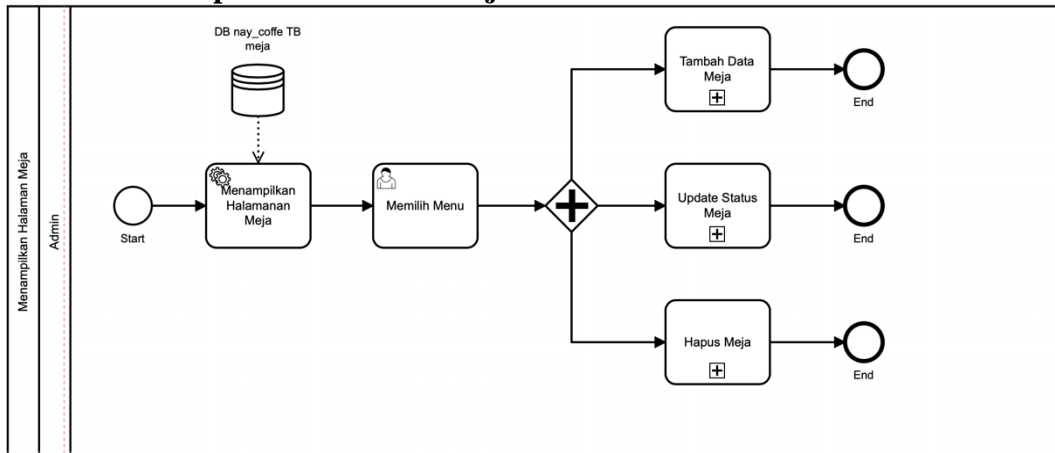 DB nay_coffe TB
meja
Menampilkan Halaman Meja
Admin
Start
Menampilkan
Halamanan
Meja
Memilih Menu
Tambah Data
Meja
End
Update Status
Meja
End
Hapus Meja
End